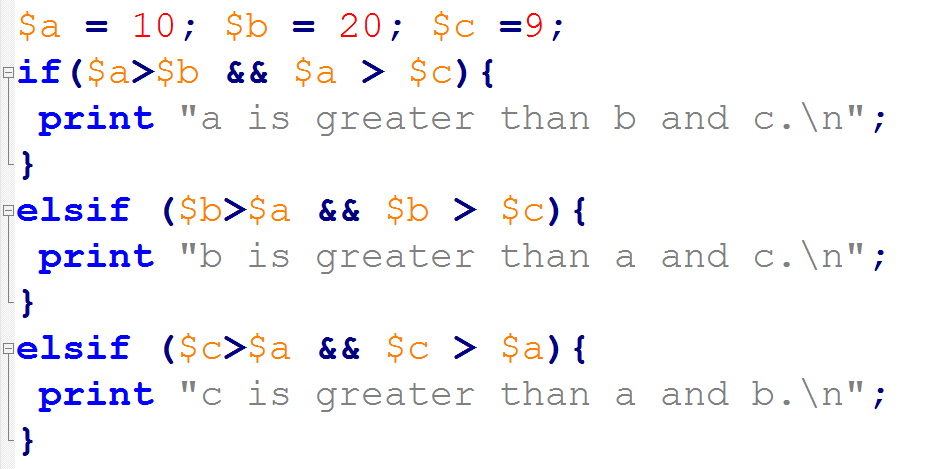 $a = 10; $b = 20; $c =9;
if($a>$b && $a > $c){
print "a is greater than b and c.\n";
}
elsif ($b>$a && $b > $c){
print "b is greater than a and c.\n";
}
elsif ($c>$a && $c > $a){
print "c is greater than a and b.\n";
}